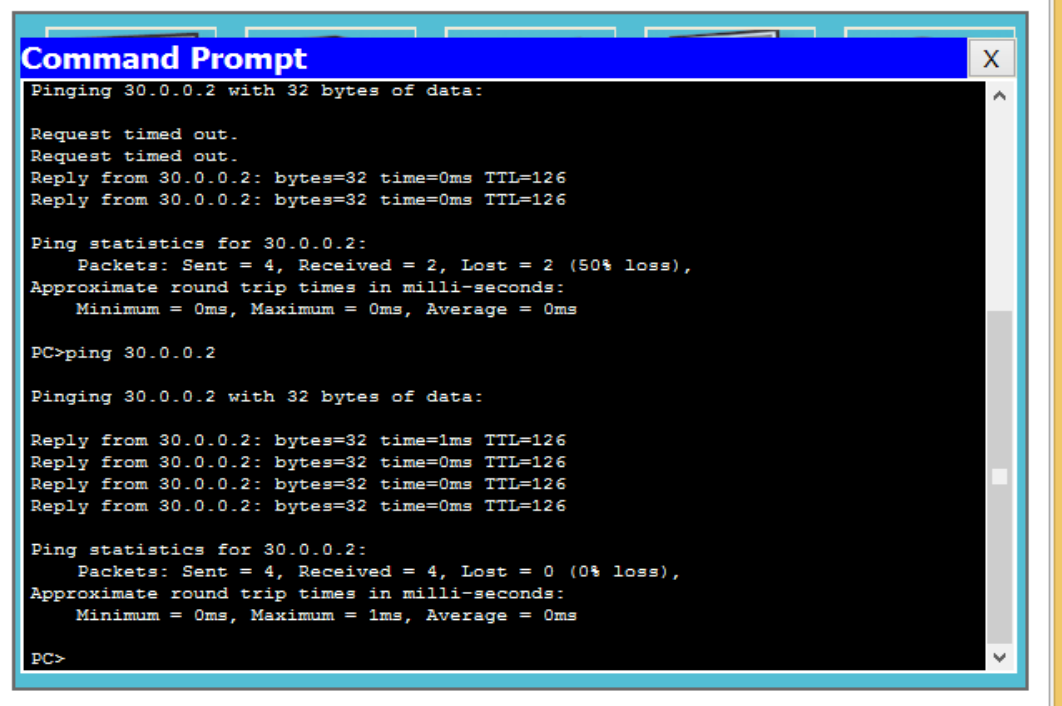 Command Prompt
X
Pinging 30.0.0.2 with 32 bytes of data:
Request timed out.
Request timed out.
Reply from 30.0.0.2: bytes=32 time=0ms TTL=126
Reply from 30.0.0.2: bytes=32 time=0ms TTL=126
Ping statistics for 30.0.0.2:
    Packets: Sent = 4, Received = 2, Lost = 2 (50% loss),
Approximate round trip times in milli-seconds:
    Minimum = 0ms, Maximum = 0ms, Average = 0ms
PC>ping 30.0.0.2
Pinging 30.0.0.2 with 32 bytes of data:
Reply from 30.0.0.2: bytes=32 time=1ms TTL=126
Reply from 30.0.0.2: bytes=32 time=0ms TTL=126
Reply from 30.0.0.2: bytes=32 time=0ms TTL=126
Reply from 30.0.0.2: bytes=32 time=0ms TTL=126
Ping statistics for 30.0.0.2:
    Packets: Sent = 4, Received = 4, Lost = 0 (0% loss),
Approximate round trip times in milli-seconds:
    Minimum = 0ms, Maximum = 1ms, Average = 0ms
PC>